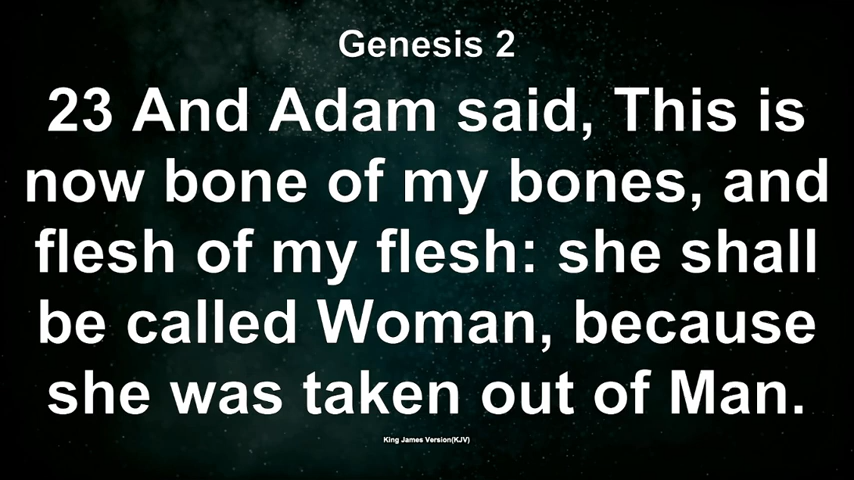 Genesis 2
23 And Adam said, This is
now bone of my bones, and
flesh of my flesh: she shall
be called Woman, because
she was taken out of Man.
King James Version(KJV)